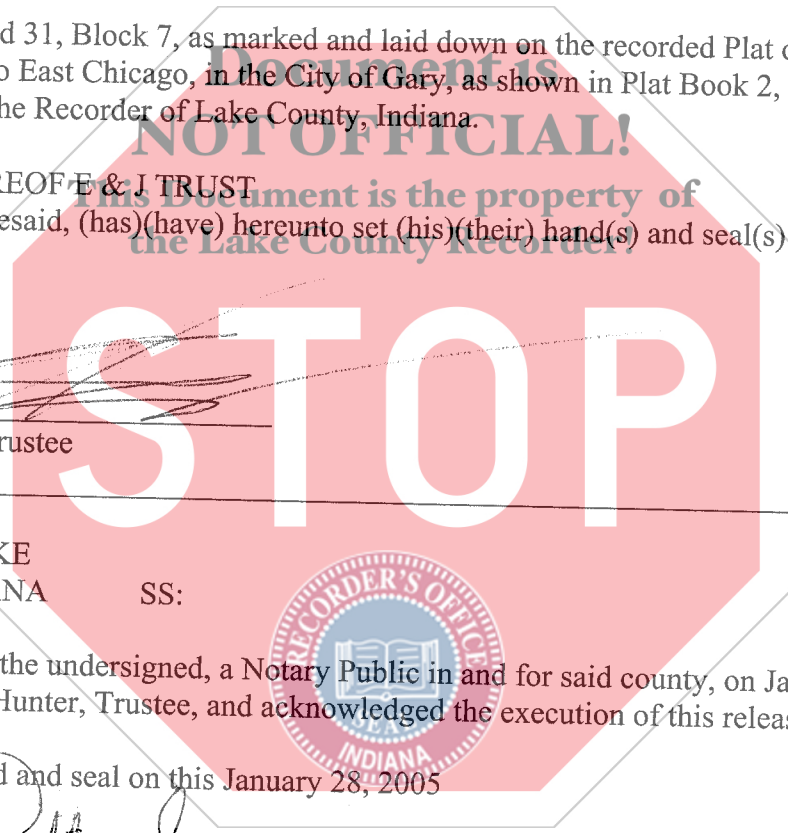 d 31, Block 7, as marked and laid down on the recorded Plat
o East Chicago, in the City of Gary, as shown in Plat Book 2,
he Recorder of Lake County, Indiana.
Document is
NOT OFFICIAL!
This Document is the property of
the Lake County Recorder!
REOF E & J TRUST
esaid, (has)(have) hereunto set (his)(their) hand(s) and seal(s)
STOP
rustee
KE
NA SS:
RECORDER'S OFFICE
SEAL
INDIANA
the undersigned, a Notary Public in and for said county, on Ja
Hunter, Trustee, and acknowledged the execution of this releas
d and seal on this January 28, 2005